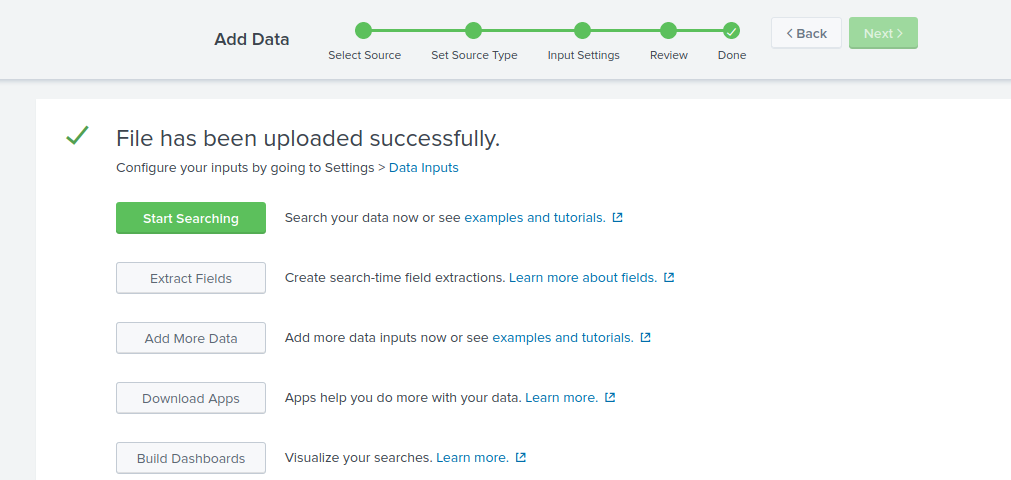 Add Data
Select Source
Set Source Type
Input Settings
Review
Done
< Back
Next >
File has been uploaded successfully.
Configure your inputs by going to Settings > Data Inputs
Start Searching
Search your data now or see examples and tutorials.
Extract Fields
Create search-time field extractions. Learn more about fields.
Add More Data
Add more data inputs now or see examples and tutorials.
Download Apps
Apps help you do more with your data. Learn more.
Build Dashboards
Visualize your searches. Learn more.